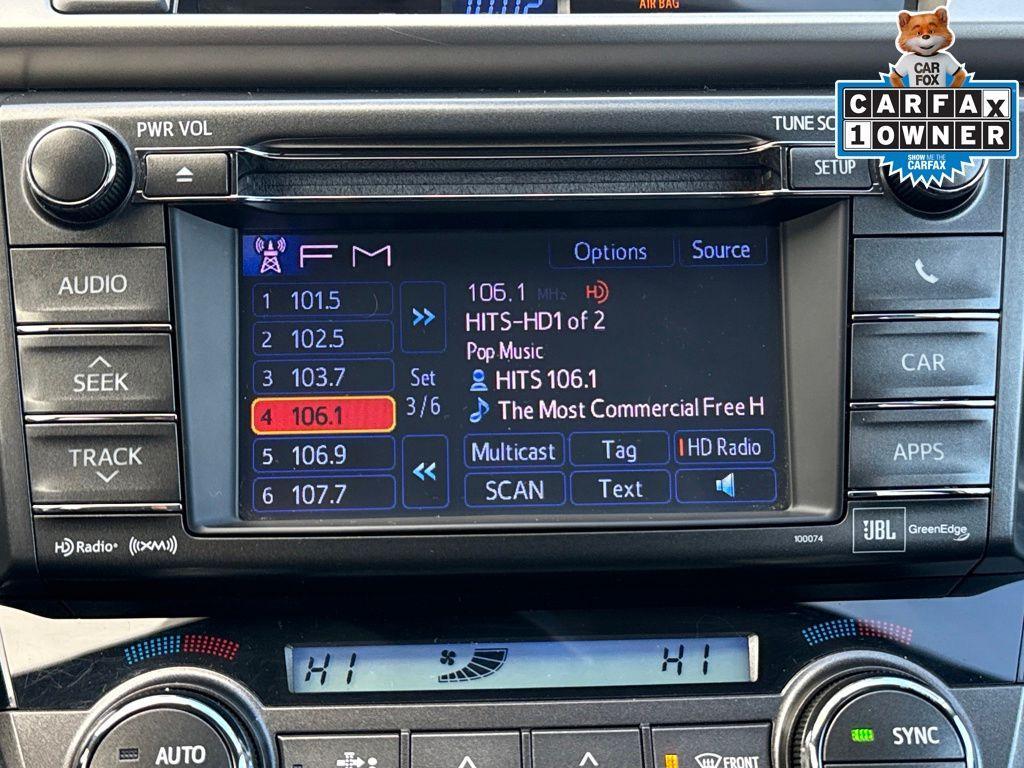 AIR BAG
CAR
FOX
CARFAX
1 OWNER
SHOW ME THE
CARFAX
PWR VOL
SETUP
AUDIO
SEEK
TRACK
HD Radio
((XM))
FM
Options
Source
1 101.5
2 102.5
3 103.7
4 106.1
5 106.9
6 107.7
Set
3/6
106.1 MHz HD
HITS-HD1 of 2
Pop Music
HITS 106.1
The Most Commercial Free H
Multicast
Tag
HD Radio
SCAN
Text
CAR
APPS
100074
JBL
GreenEdge
HI
HI
AUTO
FRONT
SYNC